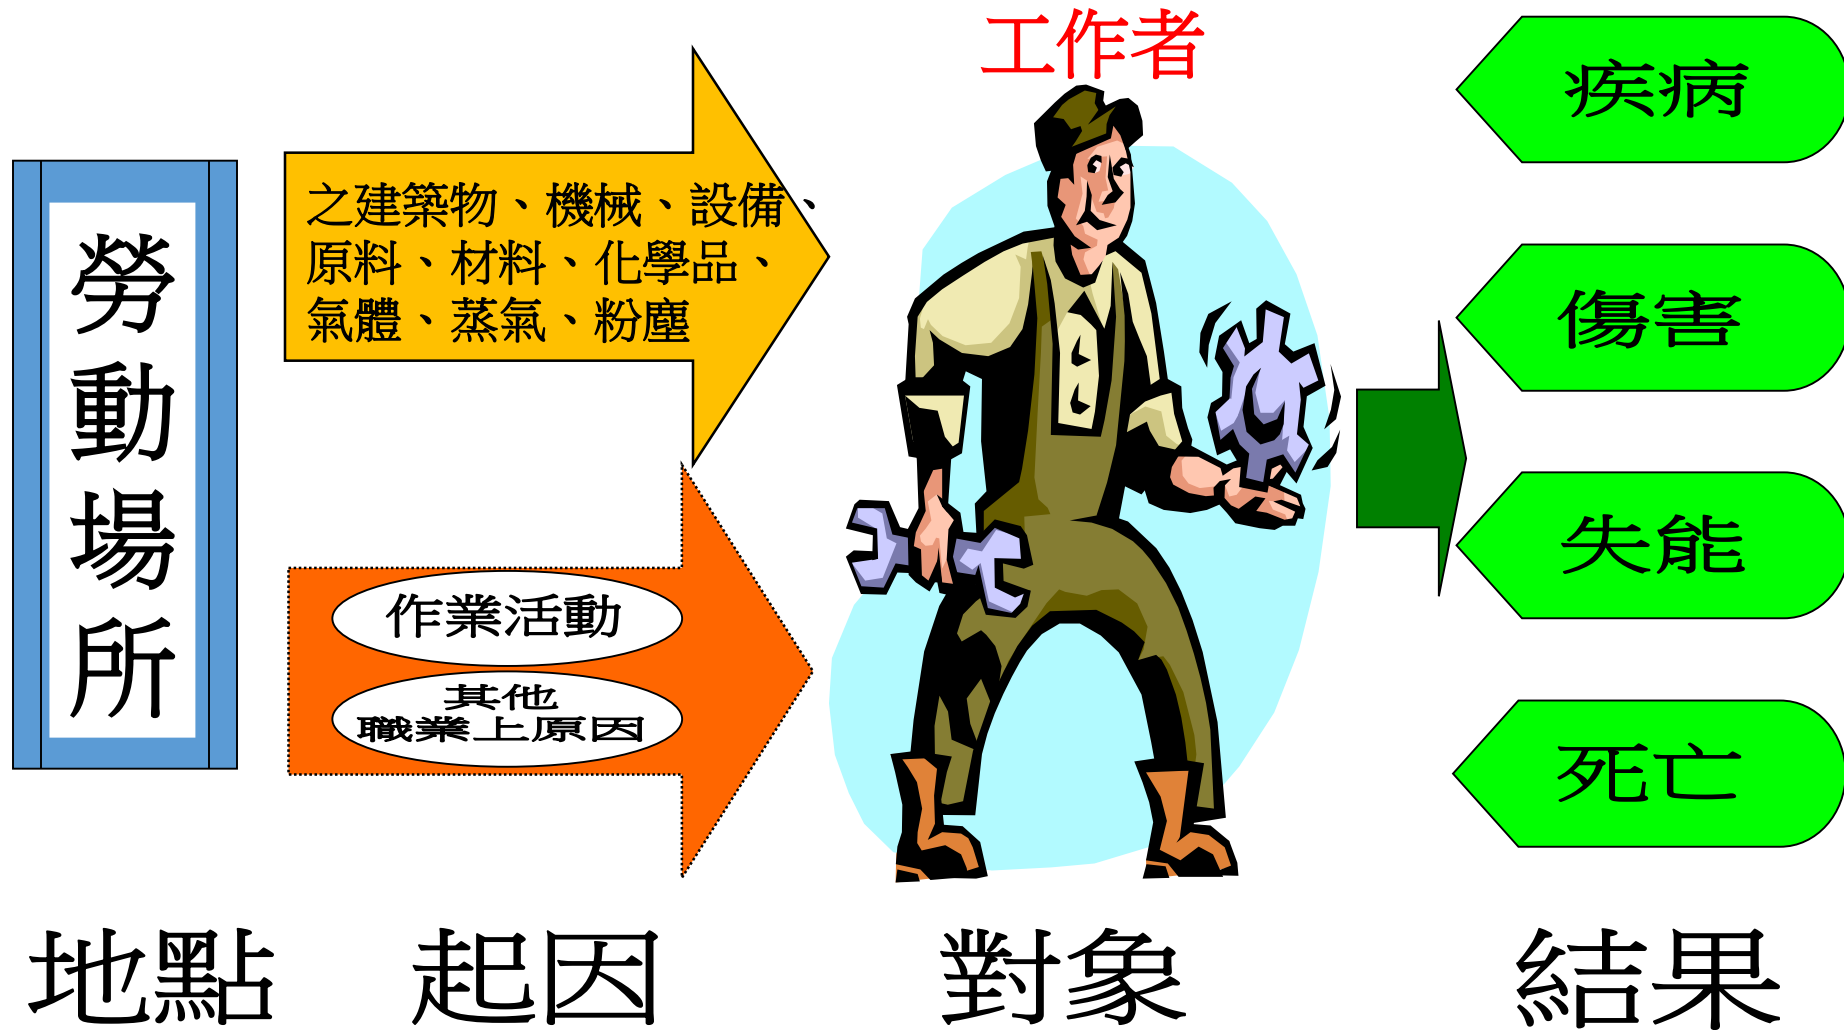 工作者
疾病
勞動場所
之建築物、機械、設備、
原料、材料、化學品、
氣體、蒸氣、粉塵
傷害
失能
作業活動
其他
職業上原因
死亡
地點
起因
對象
結果